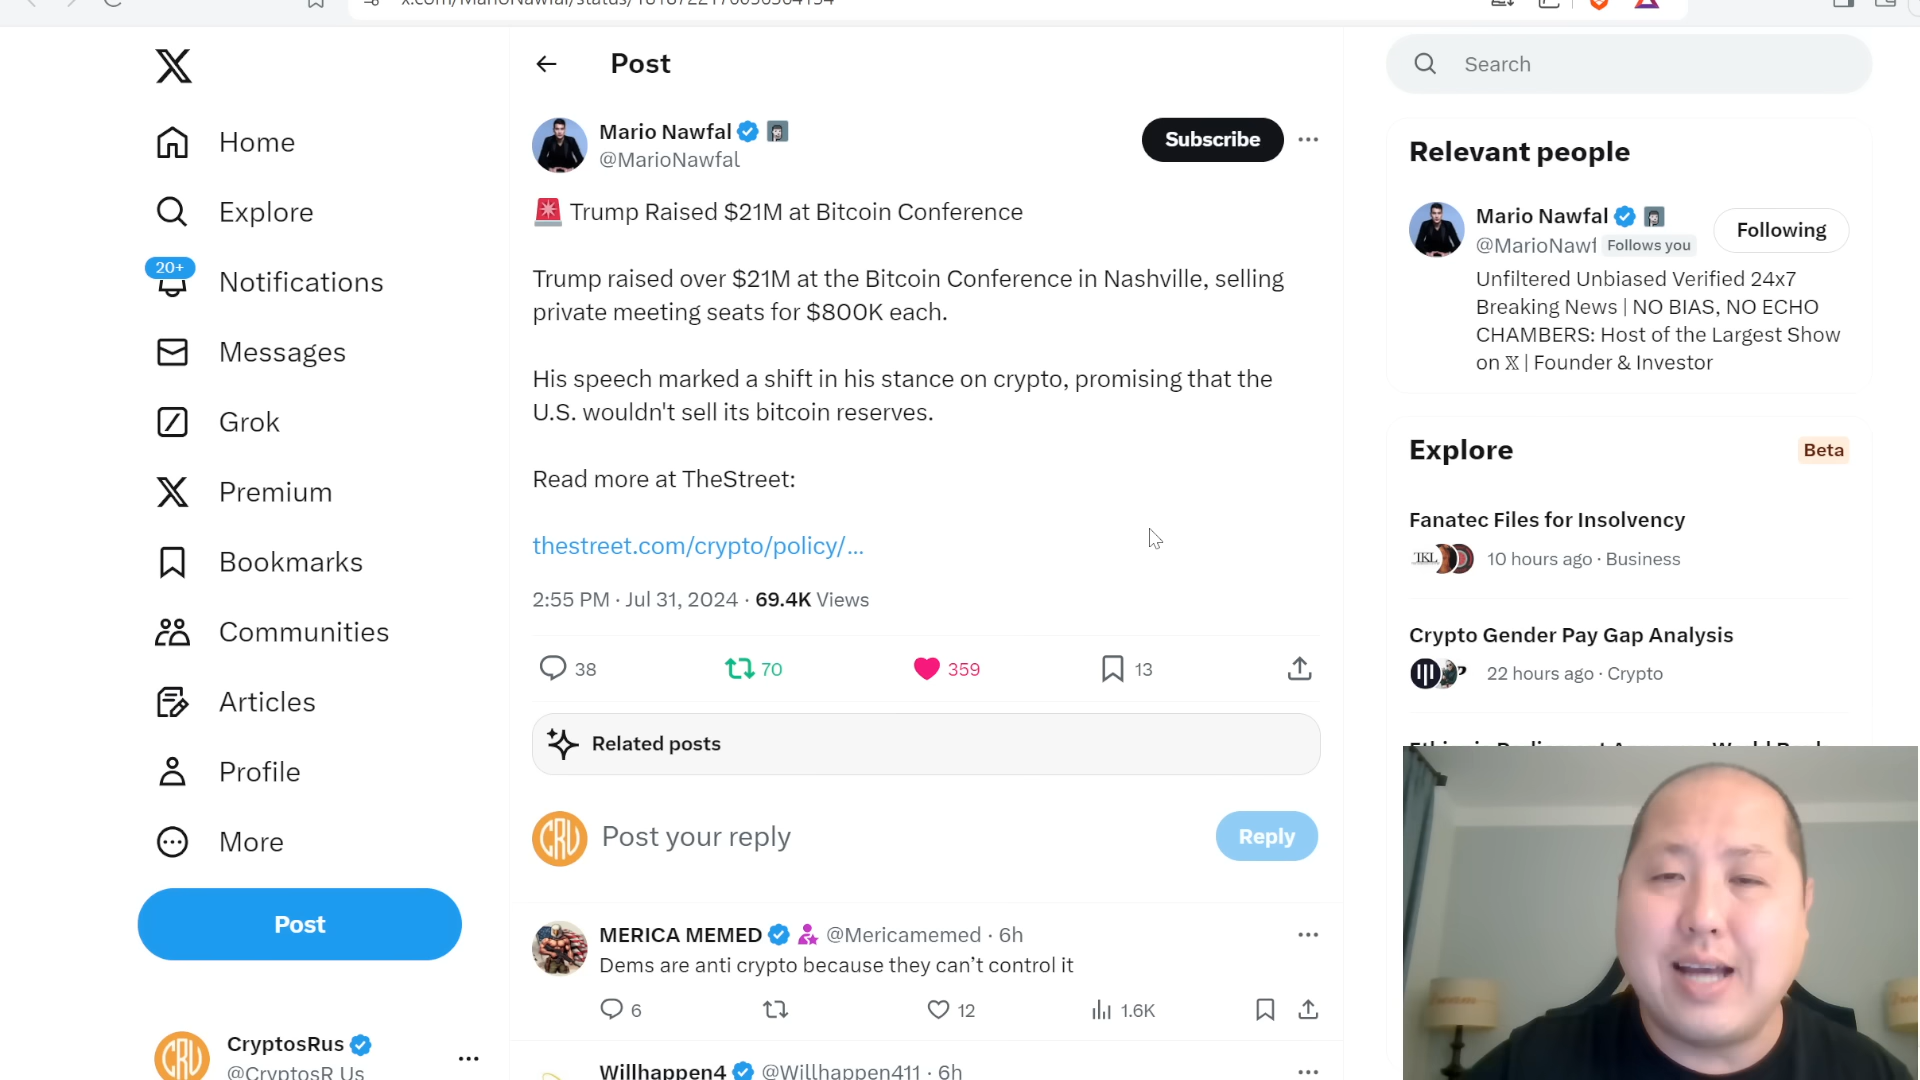 Post
Search
Home
Explore
20+
Notifications
Messages
Grok
Premium
Bookmarks
Communities
Articles
Profile
More
Post
CryptosRus
@CryptosR_Us
Mario Nawfal
@MarioNawfal
Subscribe
Trump Raised $21M at Bitcoin Conference
Trump raised over $21M at the Bitcoin Conference in Nashville, selling
private meeting seats for $800K each.
His speech marked a shift in his stance on crypto, promising that the
U.S. wouldn't sell its bitcoin reserves.
Read more at TheStreet:
thestreet.com/crypto/policy/...
2:55 PM · Jul 31, 2024 · 69.4K Views
38 70 359 13
Related posts
CRU Post your reply
Reply
MERICA MEMED @Mericamemed · 6h
Dems are anti crypto because they can't control it
6 12 1.6K
Willhappen4 @Willhappen411 · 6h
Relevant people
Mario Nawfal
@MarioNawf Follows you
Following
Unfiltered Unbiased Verified 24x7
Breaking News | NO BIAS, NO ECHO
CHAMBERS: Host of the Largest Show
on 𝕏 | Founder & Investor
Explore
Beta
Fanatec Files for Insolvency
10 hours ago · Business
Crypto Gender Pay Gap Analysis
22 hours ago · Crypto